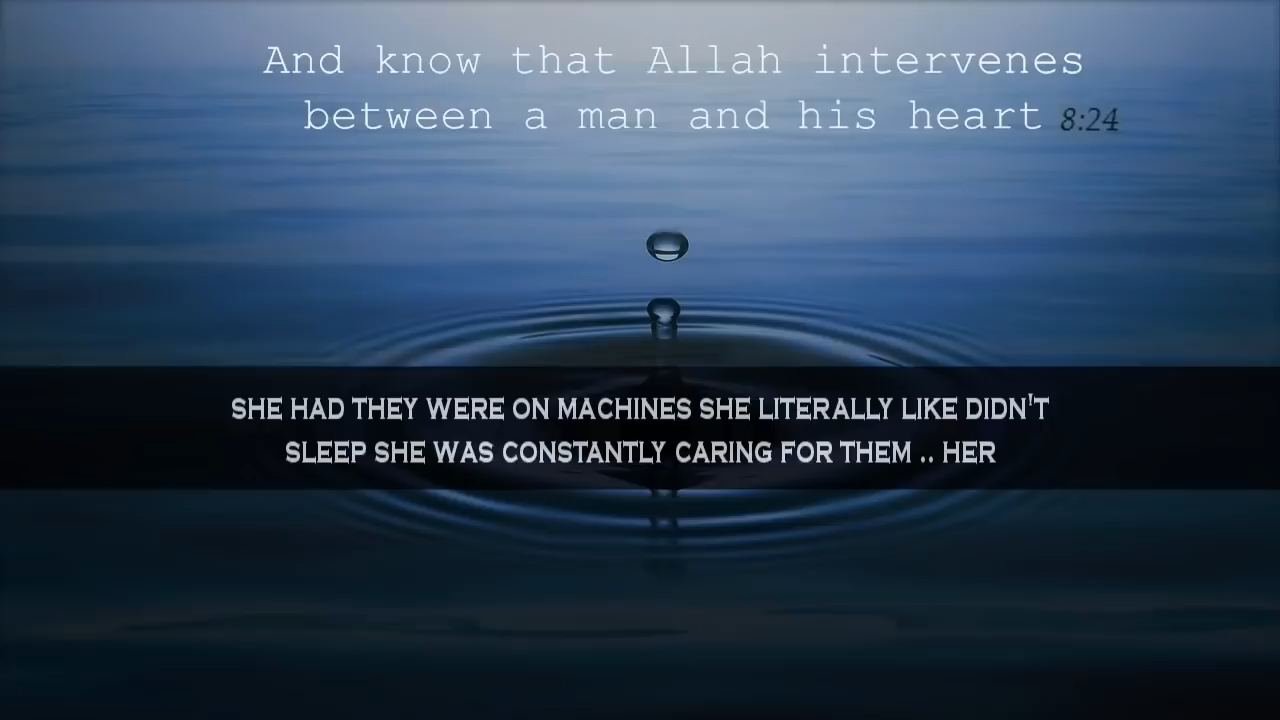 And know that Allah intervenes
between a man and his heart 8:24
SHE HAD THEY WERE ON MACHINES SHE LITERALLY LIKE DIDN'T
SLEEP SHE WAS CONSTANTLY CARING FOR THEM .. HER